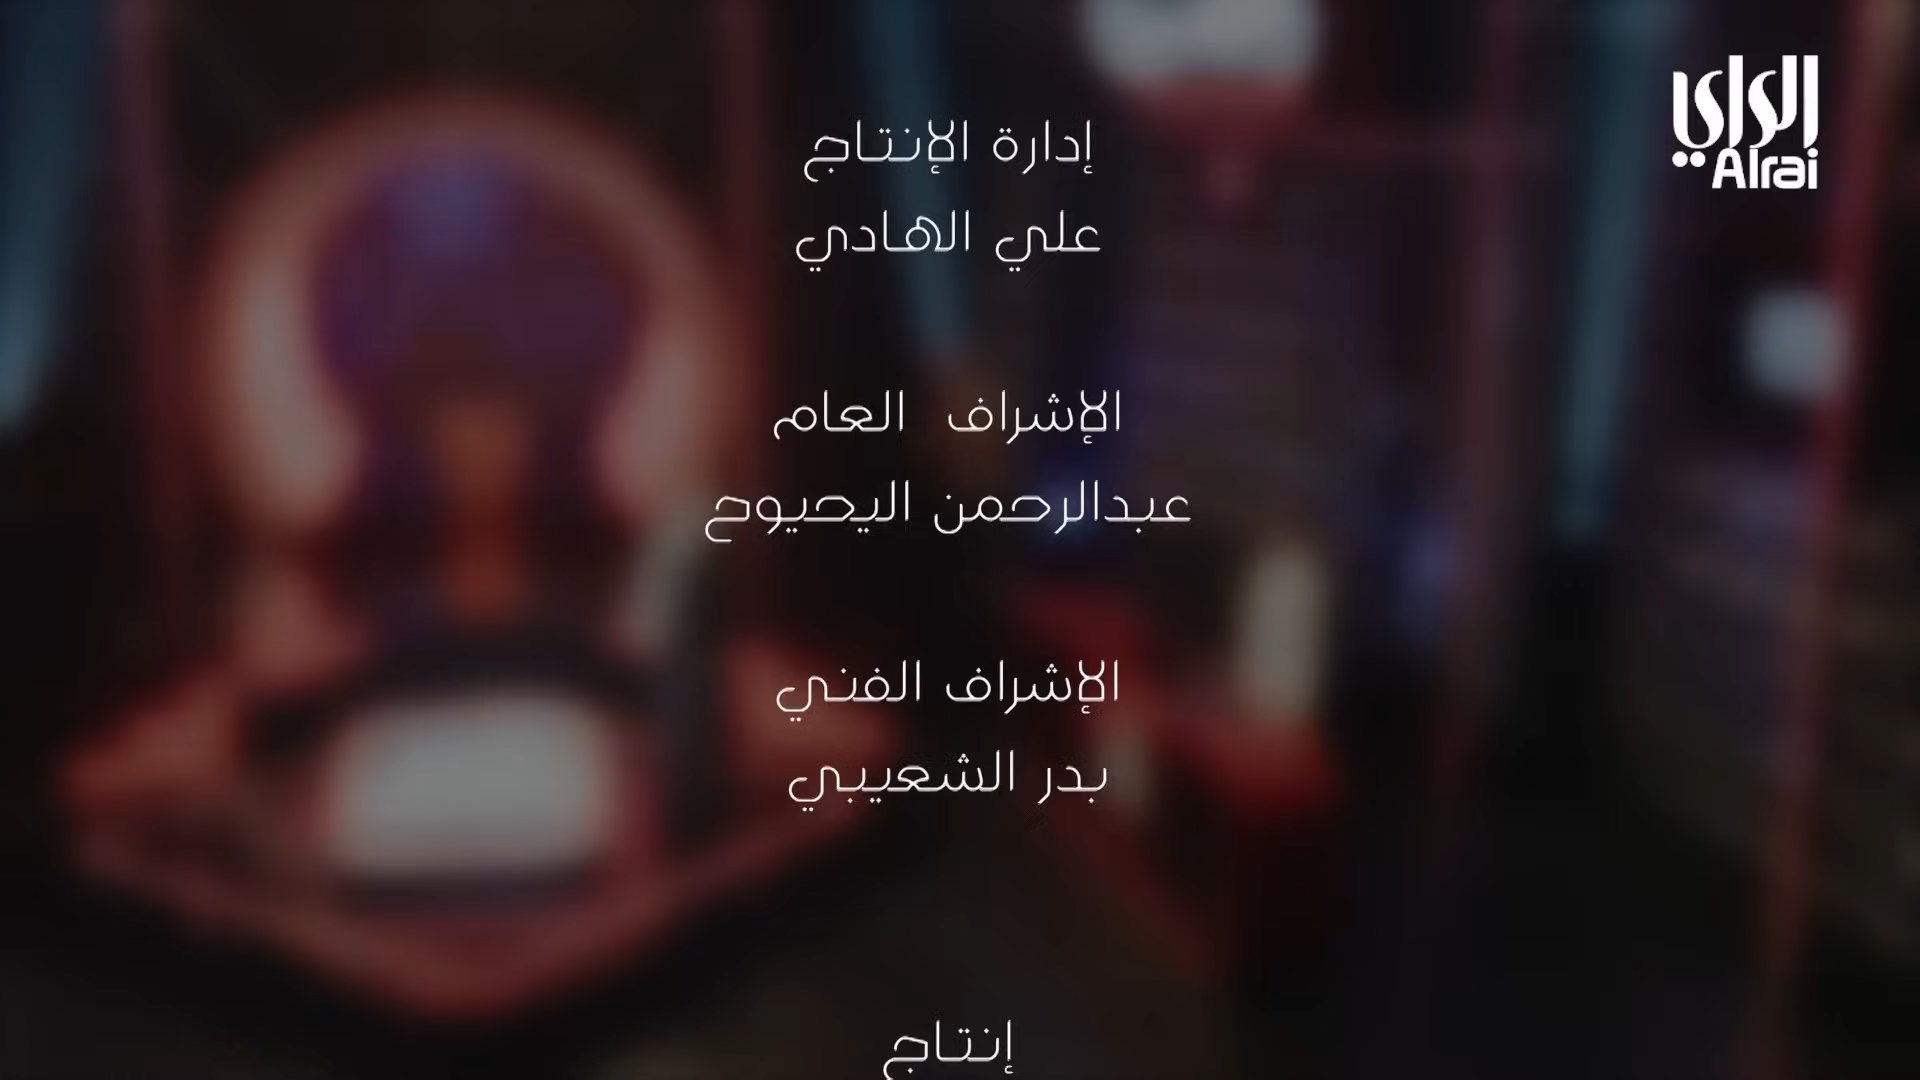 الراي
Alrai
إدارة الإنتاج
علي الهادي
الإشراف العام
عبدالرحمن اليحيوح
الإشراف الفني
بدر الشعيبي
إنتاج